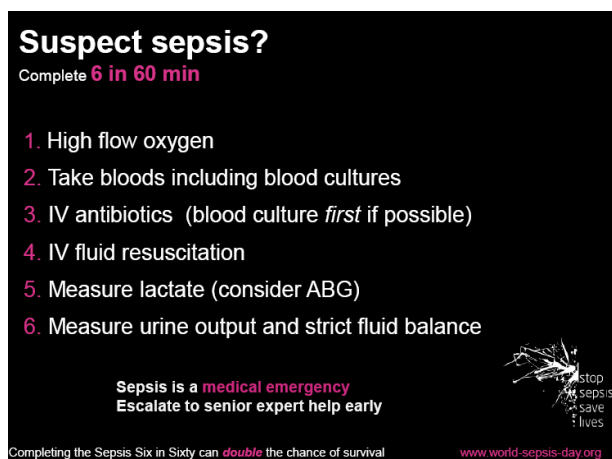 Suspect sepsis?
Complete 6 in 60 min
1. High flow oxygen
2. Take bloods including blood cultures
3. IV antibiotics (blood culture first if possible)
4. IV fluid resuscitation
5. Measure lactate (consider ABG)
6. Measure urine output and strict fluid balance
stop
sepsis
save
lives
Sepsis is a medical emergency
Escalate to senior expert help early
Completing the Sepsis Six in Sixty can double the chance of survival
www.world-sepsis-day.org